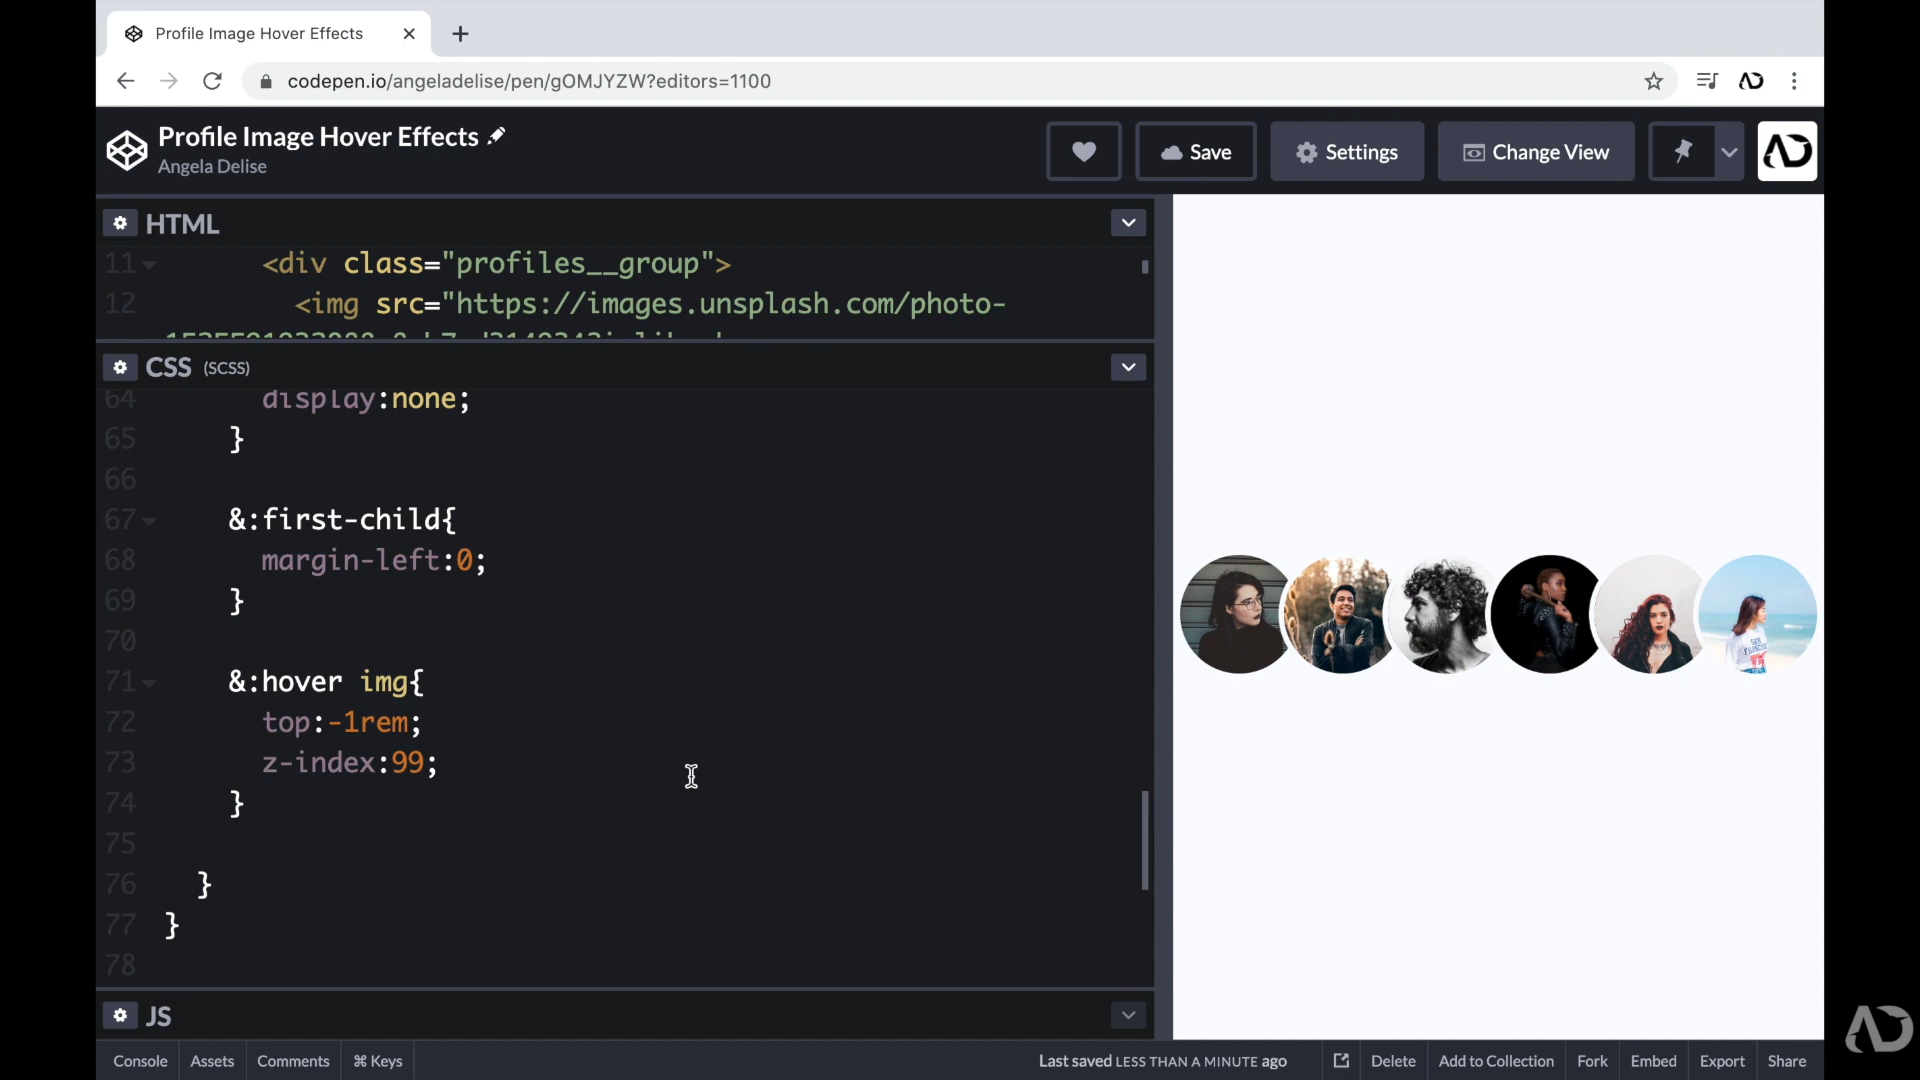 Profile Image Hover Effects
codepen.io/angeladelise/pen/gOMJYZW?editors=1100
Profile Image Hover Effects
Angela Delise
Save
Settings
Change View
HTML
11 <div class="profiles__group">
12 <img src="https://images.unsplash.com/photo-
CSS (SCSS)
64 display:none;
65 }
66
67 &:first-child{
68 margin-left:0;
69 }
70
71 &:hover img{
72 top:-1rem;
73 z-index:99;
74 }
75
76 }
77 }
78
JS
Console Assets Comments ⌘ Keys Last saved LESS THAN A MINUTE ago Delete Add to Collection Fork Embed Export Share